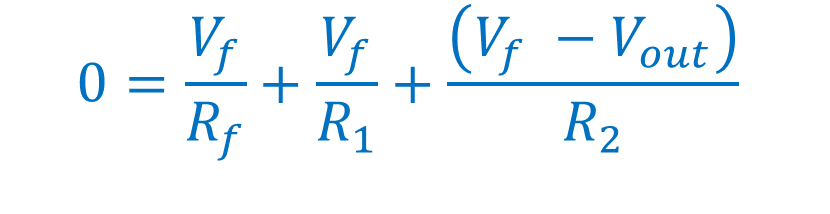 0 = V_f/R_f + V_f/R_1 + (V_f − V_out)/R_2